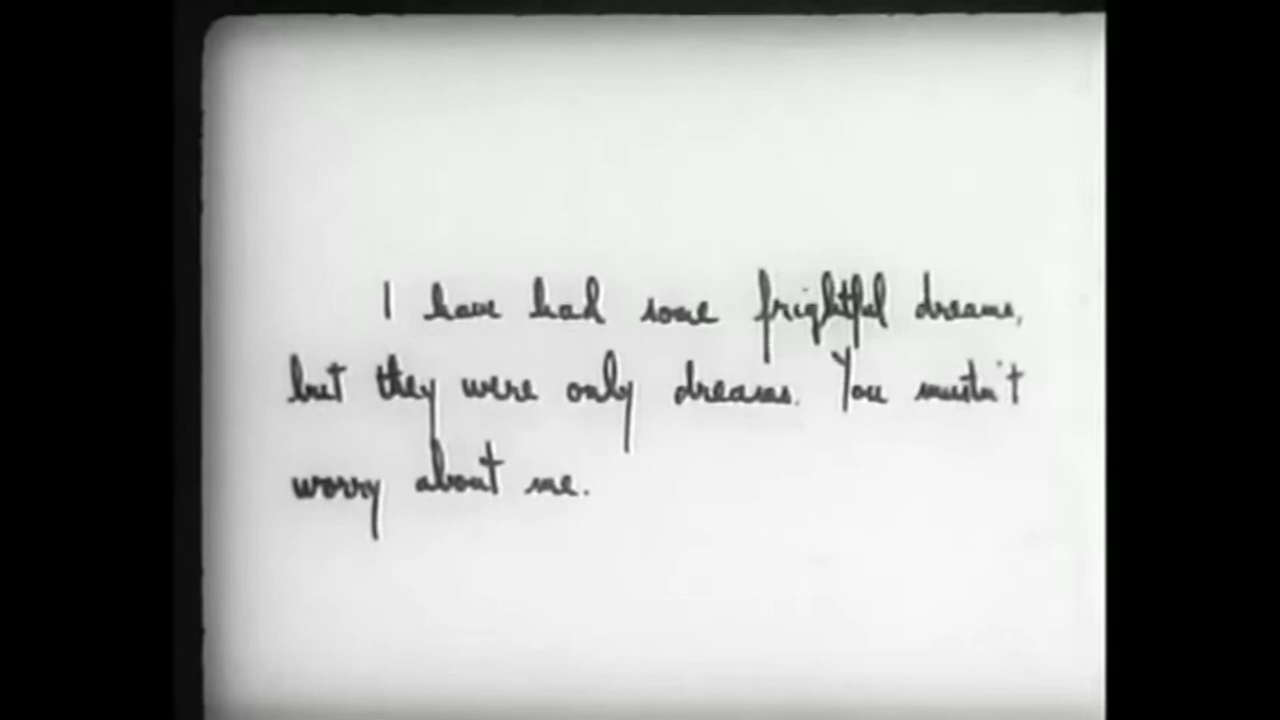 I have had some frightful dreams,
but they were only dreams. You mustn't
worry about me.